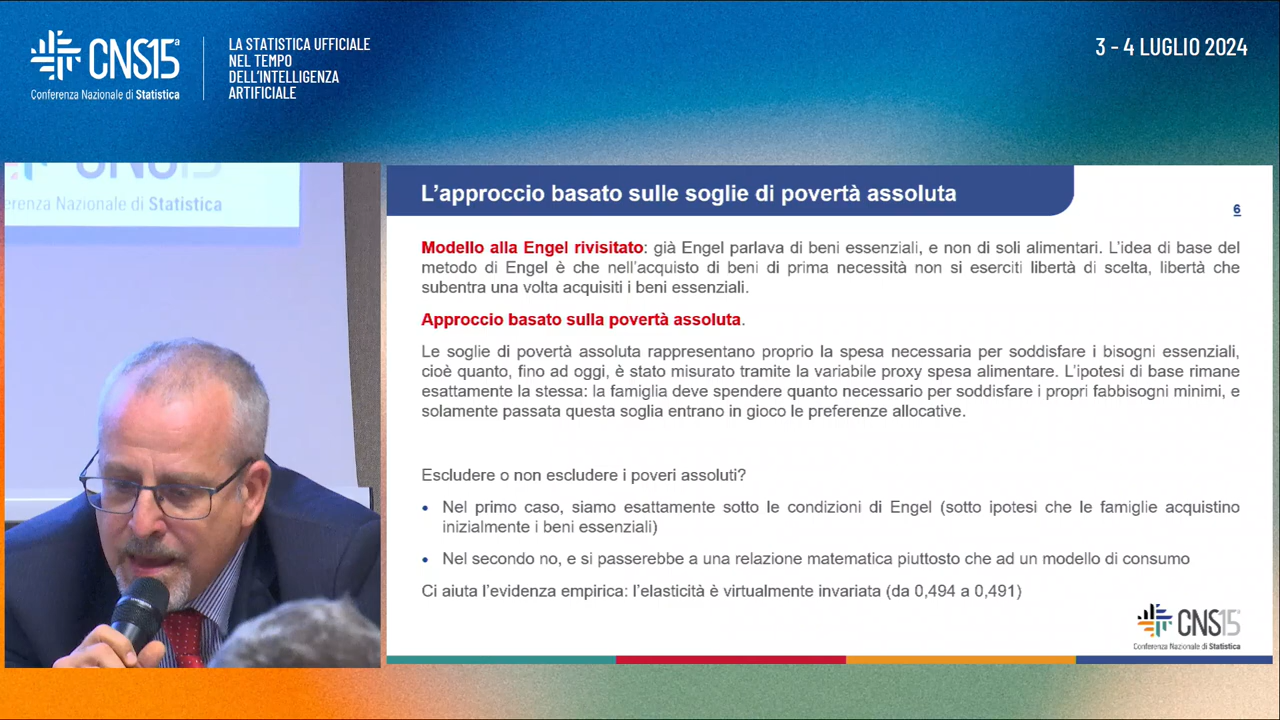 CNS15ª
Conferenza Nazionale di Statistica
LA STATISTICA UFFICIALE
NEL TEMPO
DELL'INTELLIGENZA
ARTIFICIALE
3 - 4 LUGLIO 2024
CNS15
erenza Nazionale di Statistica
L'approccio basato sulle soglie di povertà assoluta
6
Modello alla Engel rivisitato: già Engel parlava di beni essenziali, e non di soli alimentari. L'idea di base del
metodo di Engel è che nell'acquisto di beni di prima necessità non si eserciti libertà di scelta, libertà che
subentra una volta acquisiti i beni essenziali.
Approccio basato sulla povertà assoluta.
Le soglie di povertà assoluta rappresentano proprio la spesa necessaria per soddisfare i bisogni essenziali,
cioè quanto, fino ad oggi, è stato misurato tramite la variabile proxy spesa alimentare. L'ipotesi di base rimane
esattamente la stessa: la famiglia deve spendere quanto necessario per soddisfare i propri fabbisogni minimi, e
solamente passata questa soglia entrano in gioco le preferenze allocative.
Escludere o non escludere i poveri assoluti?
• Nel primo caso, siamo esattamente sotto le condizioni di Engel (sotto ipotesi che le famiglie acquistino
inizialmente i beni essenziali)
• Nel secondo no, e si passerebbe a una relazione matematica piuttosto che ad un modello di consumo
Ci aiuta l'evidenza empirica: l'elasticità è virtualmente invariata (da 0,494 a 0,491)
CNS15ª
Conferenza Nazionale di Statistica